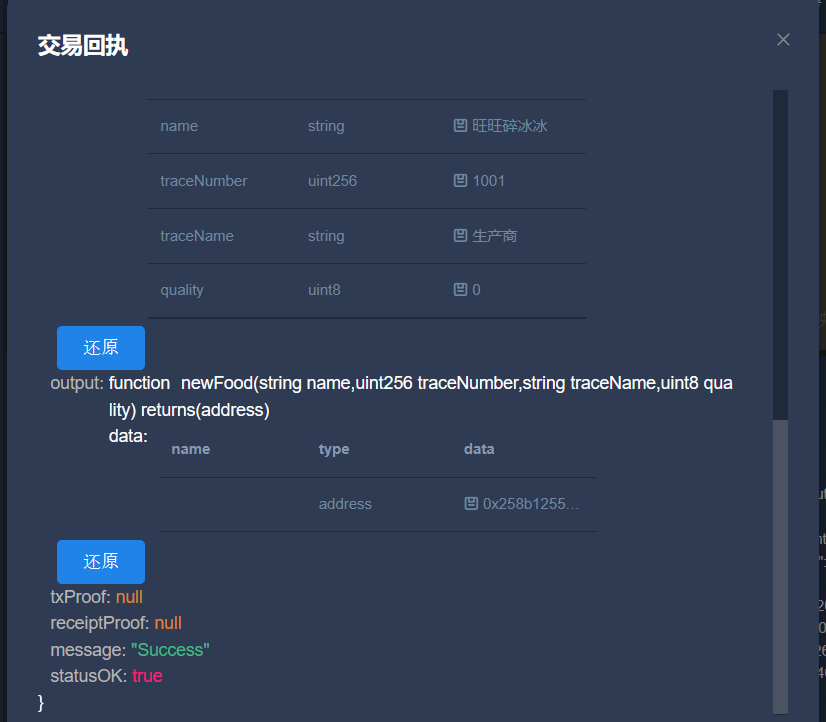 交易回执
name string 旺旺碎冰冰
traceNumber uint256 1001
traceName string 生产商
quality uint8 0
还原
output: function newFood(string name,uint256 traceNumber,string traceName,uint8 qua
lity) returns(address)
data:
name type data
address 0x258b1255...
还原
txProof: null
receiptProof: null
message: "Success"
statusOK: true
}